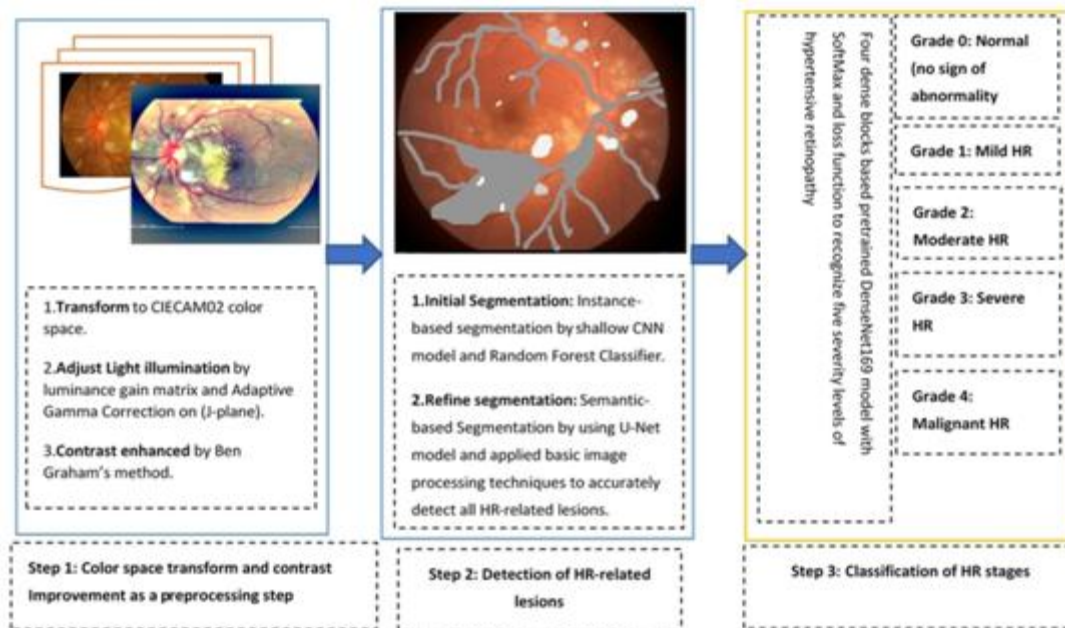 1.Transform to CIECAM02 color
space.
2.Adjust Light illumination by
luminance gain matrix and Adaptive
Gamma Correction on (J-plane).
3.Contrast enhanced by Ben
Graham's method.
Step 1: Color space transform and contrast
Improvement as a preprocessing step
1.Initial Segmentation: Instance-
based segmentation by shallow CNN
model and Random Forest Classifier.
2.Refine segmentation: Semantic-
based Segmentation by using U-Net
model and applied basic image
processing techniques to accurately
detect all HR-related lesions.
Step 2: Detection of HR-related
lesions
Four dense blocks based pretrained DenseNet169 model with
SoftMax and loss function to recognize five severity levels of
hypertensive retinopathy
Grade 0: Normal
(no sign of
abnormality
Grade 1: Mild HR
Grade 2:
Moderate HR
Grade 3: Severe
HR
Grade 4:
Malignant HR
Step 3: Classification of HR stages